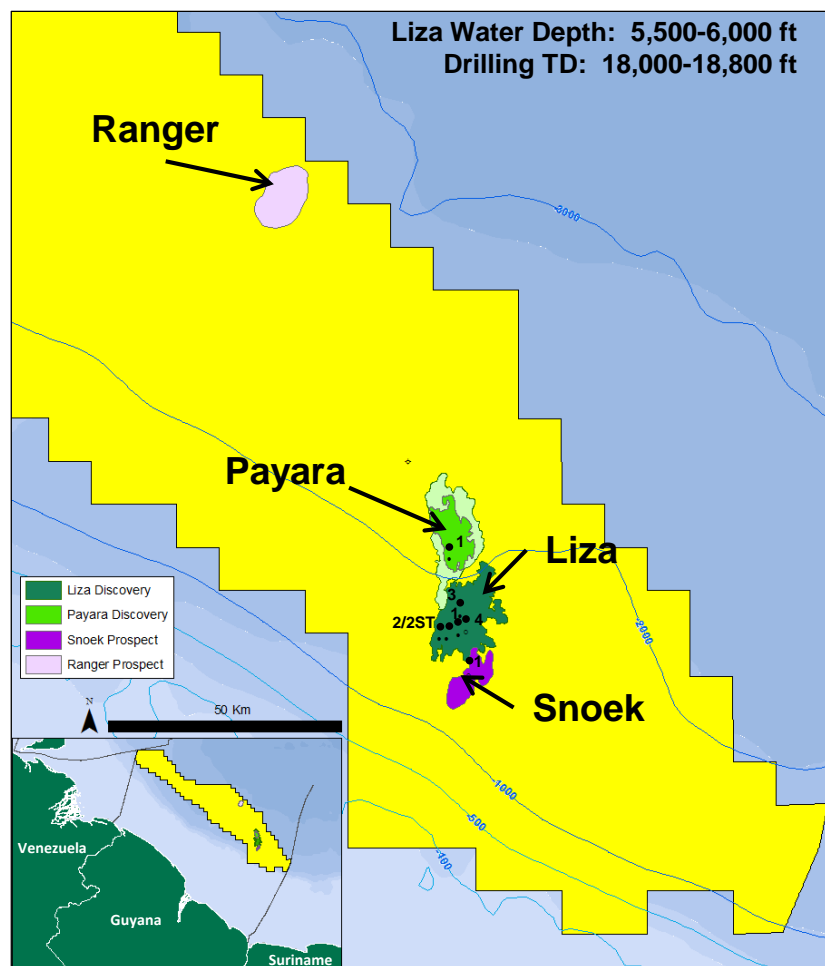 Liza Water Depth: 5,500-6,000 ft
Drilling TD: 18,000-18,800 ft
Ranger
-3000
Payara
1
Liza
3
2/2ST
1
4
-2000
Liza Discovery
Payara Discovery
Snoek Prospect
Ranger Prospect
1
Snoek
N
50 Km
-1000
-500
-100
Venezuela
Guyana
Suriname